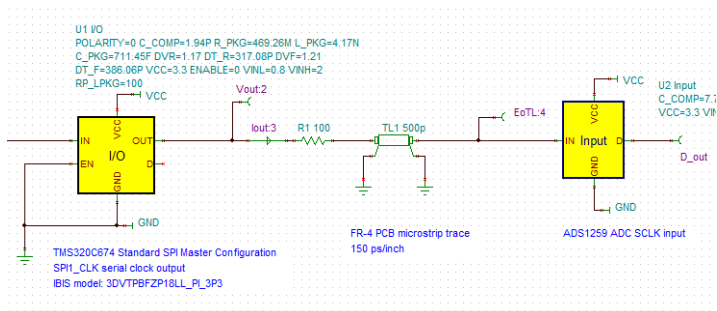 U1 I/O
POLARITY=0 C_COMP=1.94P R_PKG=469.26M L_PKG=4.17N
C_PKG=711.45F DVR=1.17 DT_R=317.08P DVF=1.21
DT_F=386.06P VCC=3.3 ENABLE=0 VINL=0.8 VINH=2
RP_LPKG=100
VCC
Vout:2
Iout:3
R1 100
TL1 500p
EoTL:4
VCC
U2 Input
C_COMP=7.7
VCC=3.3 VIN
IN
VCC
OUT
I/O
EN
D
GND
GND
IN
VCC
Input
D
GND
D_out
GND
TMS320C674 Standard SPI Master Configuration
SPI1_CLK serial clock output
IBIS model: 3DVTPBFZP18LL_PI_3P3
FR-4 PCB microstrip trace
150 ps/inch
ADS1259 ADC SCLK input